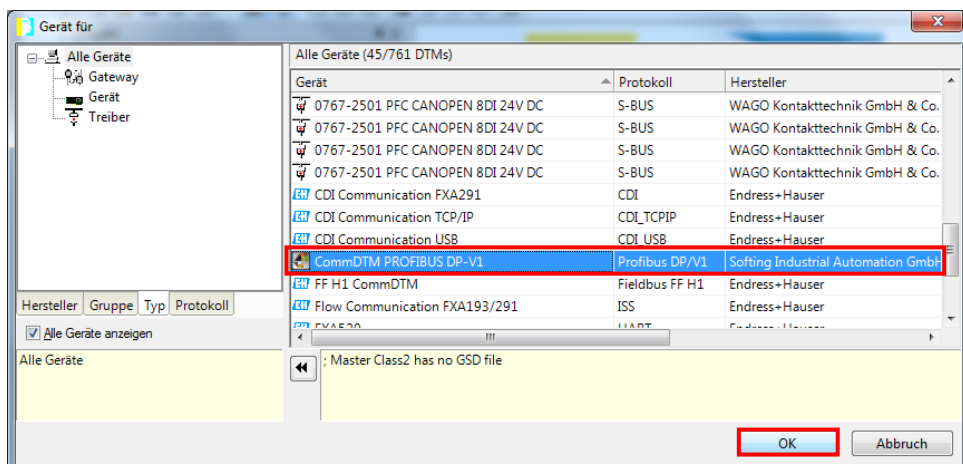 Gerät für
Alle Geräte
Gateway
Gerät
Treiber
Hersteller Gruppe Typ Protokoll
Alle Geräte anzeigen
Alle Geräte
Alle Geräte (45/761 DTMs)
Gerät Protokoll Hersteller
0767-2501 PFC CANOPEN 8DI 24V DC S-BUS WAGO Kontakttechnik GmbH & Co.
0767-2501 PFC CANOPEN 8DI 24V DC S-BUS WAGO Kontakttechnik GmbH & Co.
0767-2501 PFC CANOPEN 8DI 24V DC S-BUS WAGO Kontakttechnik GmbH & Co.
0767-2501 PFC CANOPEN 8DI 24V DC S-BUS WAGO Kontakttechnik GmbH & Co.
CDI Communication FXA291 CDI Endress+Hauser
CDI Communication TCP/IP CDI_TCPIP Endress+Hauser
CDI Communication USB CDI_USB Endress+Hauser
CommDTM PROFIBUS DP-V1 Profibus DP/V1 Softing Industrial Automation GmbH
FF H1 CommDTM Fieldbus FF H1 Endress+Hauser
Flow Communication FXA193/291 ISS Endress+Hauser
; Master Class2 has no GSD file
OK Abbruch